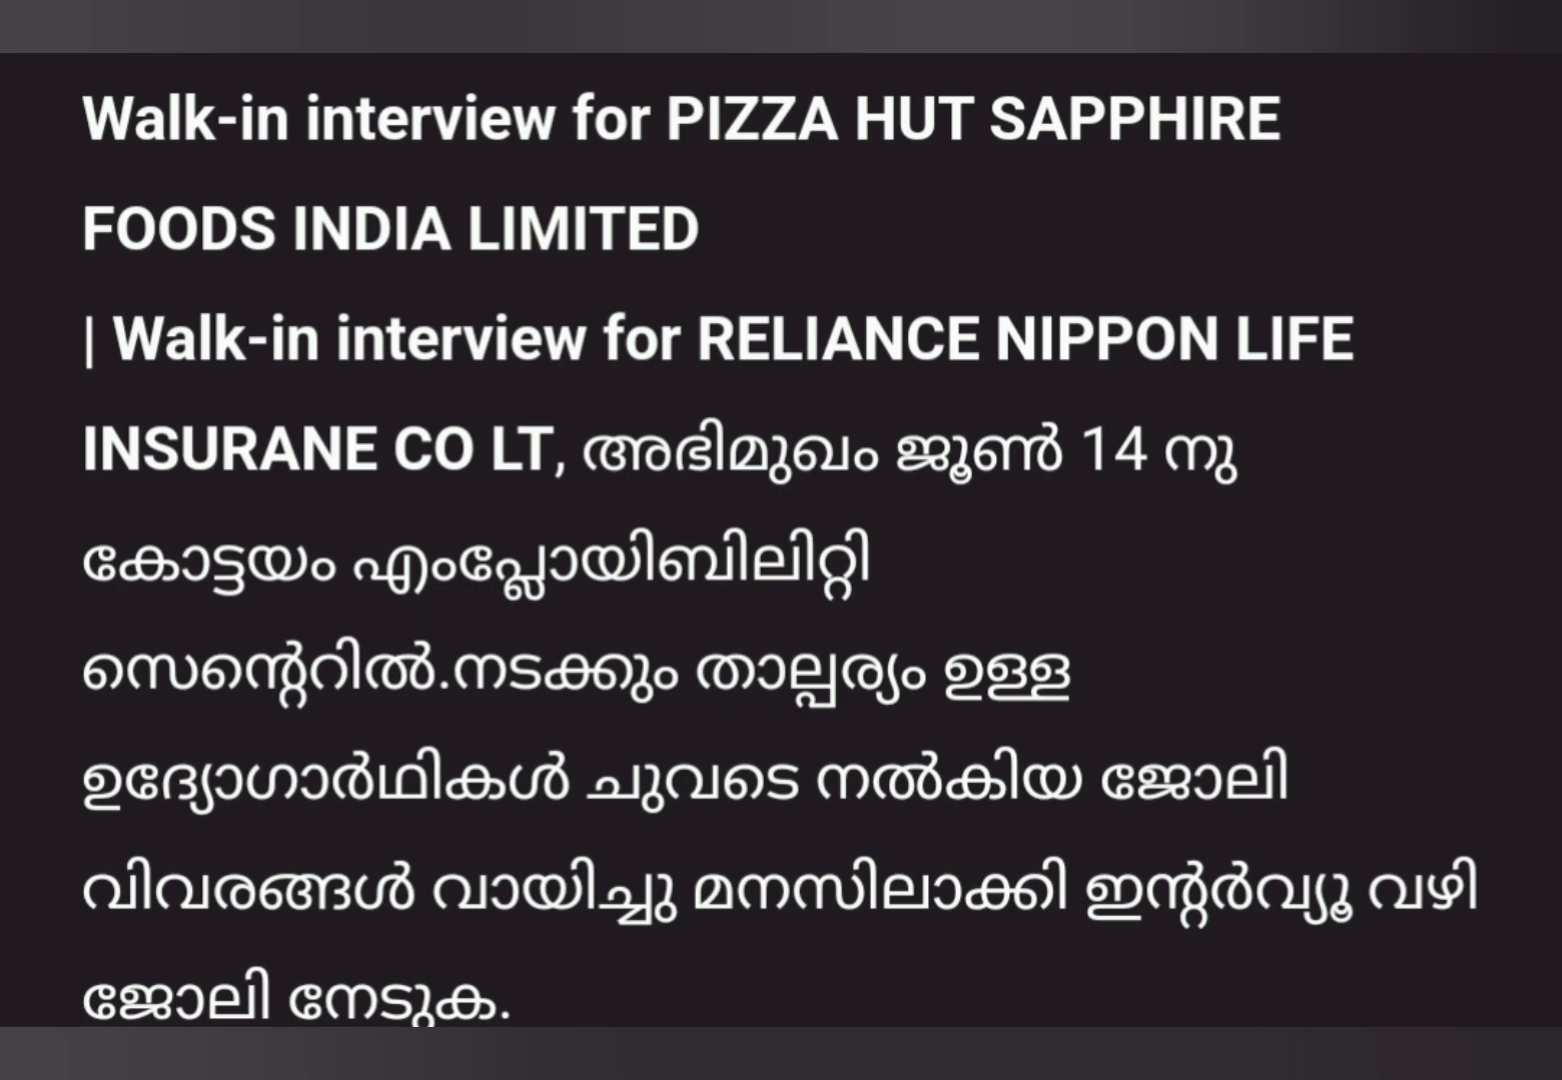 Walk-in interview for PIZZA HUT SAPPHIRE
FOODS INDIA LIMITED
| Walk-in interview for RELIANCE NIPPON LIFE
INSURANE CO LT, അഭിമുഖം ജൂൺ 14 നു
കോട്ടയം എംപ്ലോയിബിലിറ്റി
സെന്റെറിൽ.നടക്കും താല്പര്യം ഉള്ള
ഉദ്യോഗാർഥികൾ ചുവടെ നൽകിയ ജോലി
വിവരങ്ങൾ വായിച്ചു മനസിലാക്കി ഇന്റർവ്യൂ വഴി
ജോലി നേടുക.